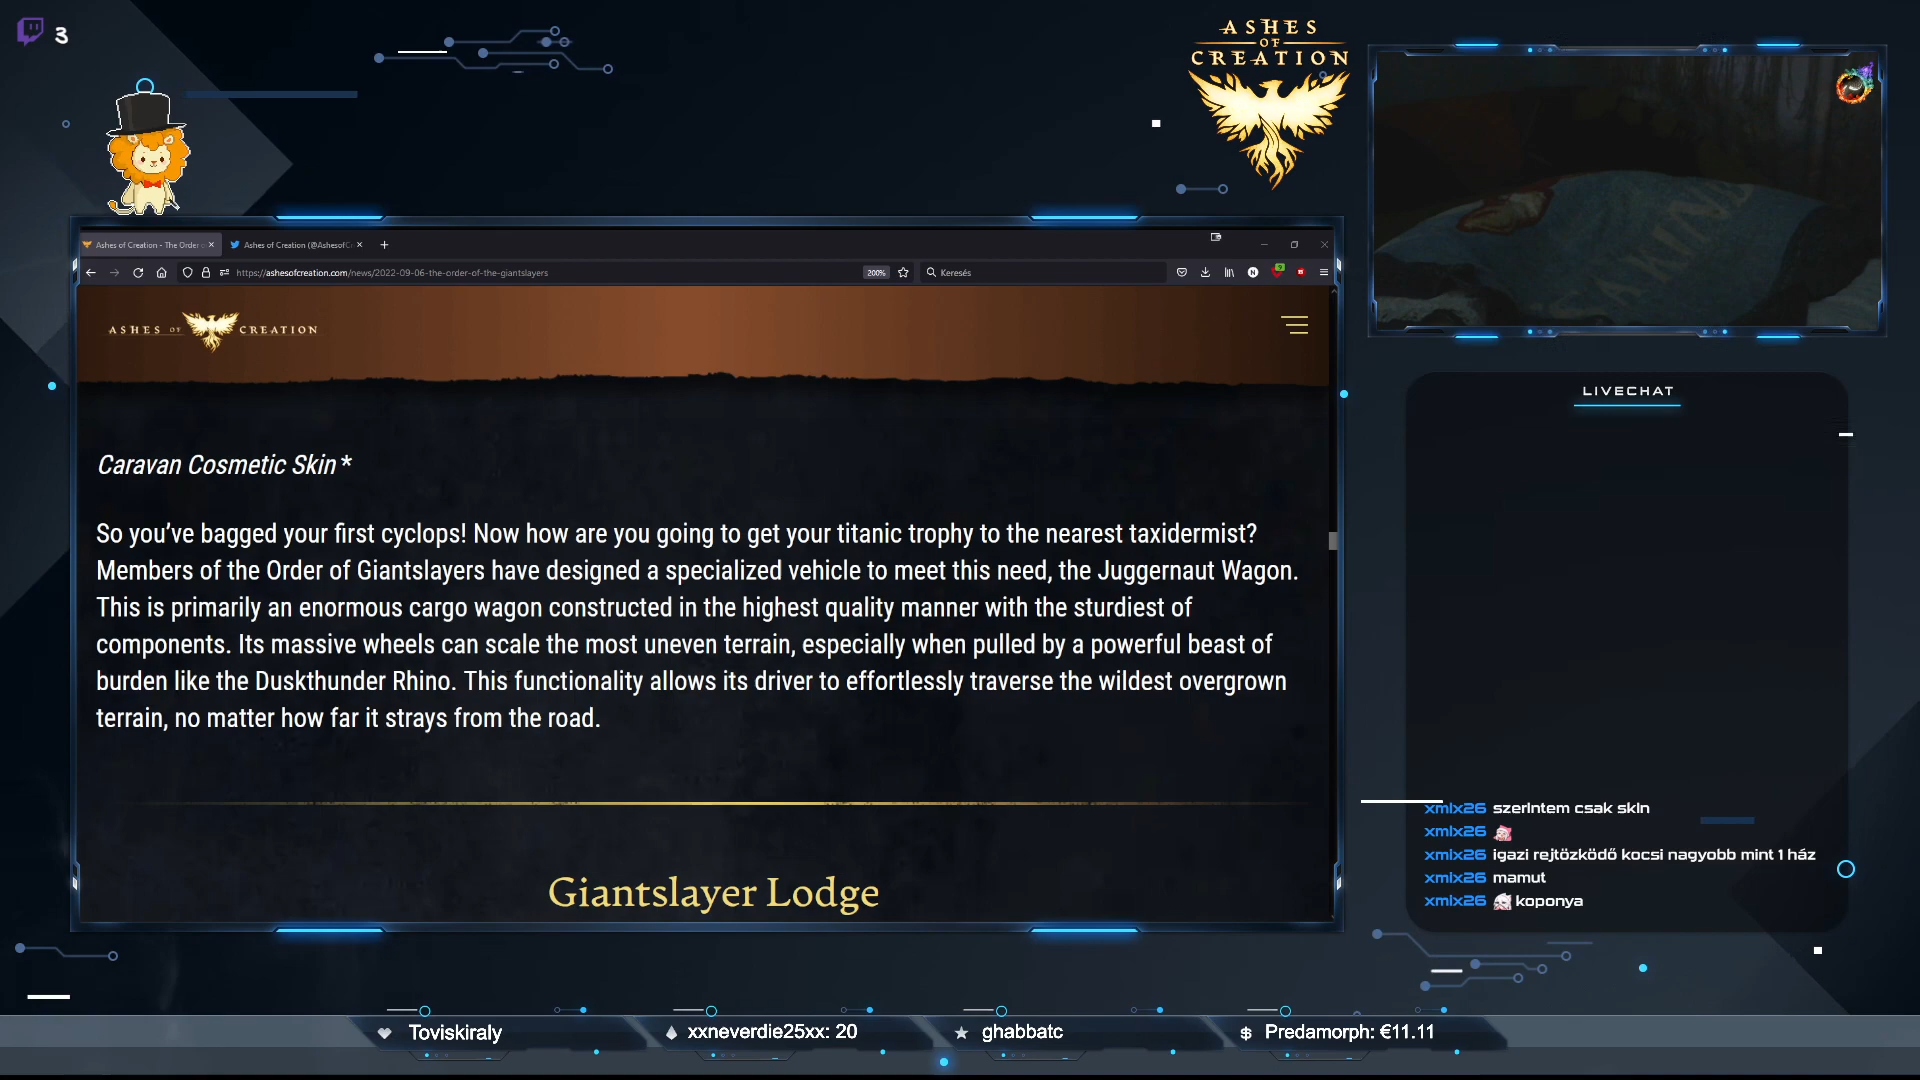 3
ASHES
OF
CREATION
Ashes of Creation - The Order o
Ashes of Creation (@AshesofC
https://ashesofcreation.com/news/2022-09-06-the-order-of-the-giantslayers
200%
Keresés
ASHES OF CREATION
Caravan Cosmetic Skin*
So you've bagged your first cyclops! Now how are you going to get your titanic trophy to the nearest taxidermist?
Members of the Order of Giantslayers have designed a specialized vehicle to meet this need, the Juggernaut Wagon.
This is primarily an enormous cargo wagon constructed in the highest quality manner with the sturdiest of
components. Its massive wheels can scale the most uneven terrain, especially when pulled by a powerful beast of
burden like the Duskthunder Rhino. This functionality allows its driver to effortlessly traverse the wildest overgrown
terrain, no matter how far it strays from the road.
Giantslayer Lodge
LIVECHAT
xmix26 szerintem csak skin
xmix26
xmix26 igazi rejtözködő kocsi nagyobb mint 1 ház
xmix26 mamut
xmix26 koponya
Toviskiraly
xxneverdie25xx: 20
ghabbatc
Predamorph: €11.11